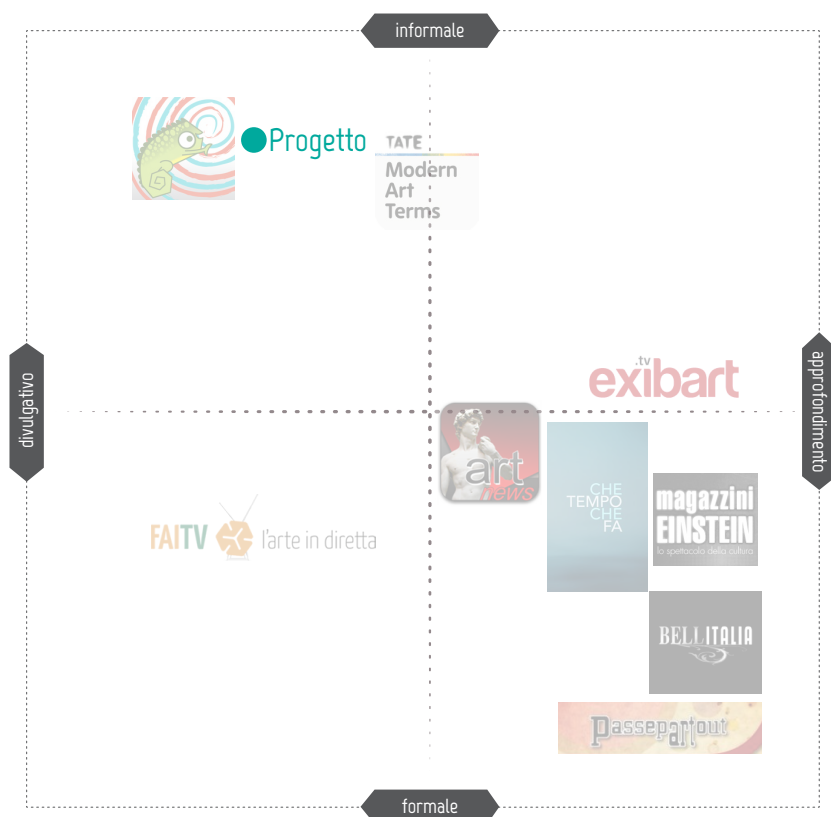 informale
Progetto
TATE
Modern
Art
Terms
.tv
exibart
divulgativo
approfondimento
art
news
CHE
TEMPO
CHE
FA
magazzini
EINSTEIN
lo spettacolo della cultura
FAITV l'arte in diretta
BELLITALIA
Passepartout
formale